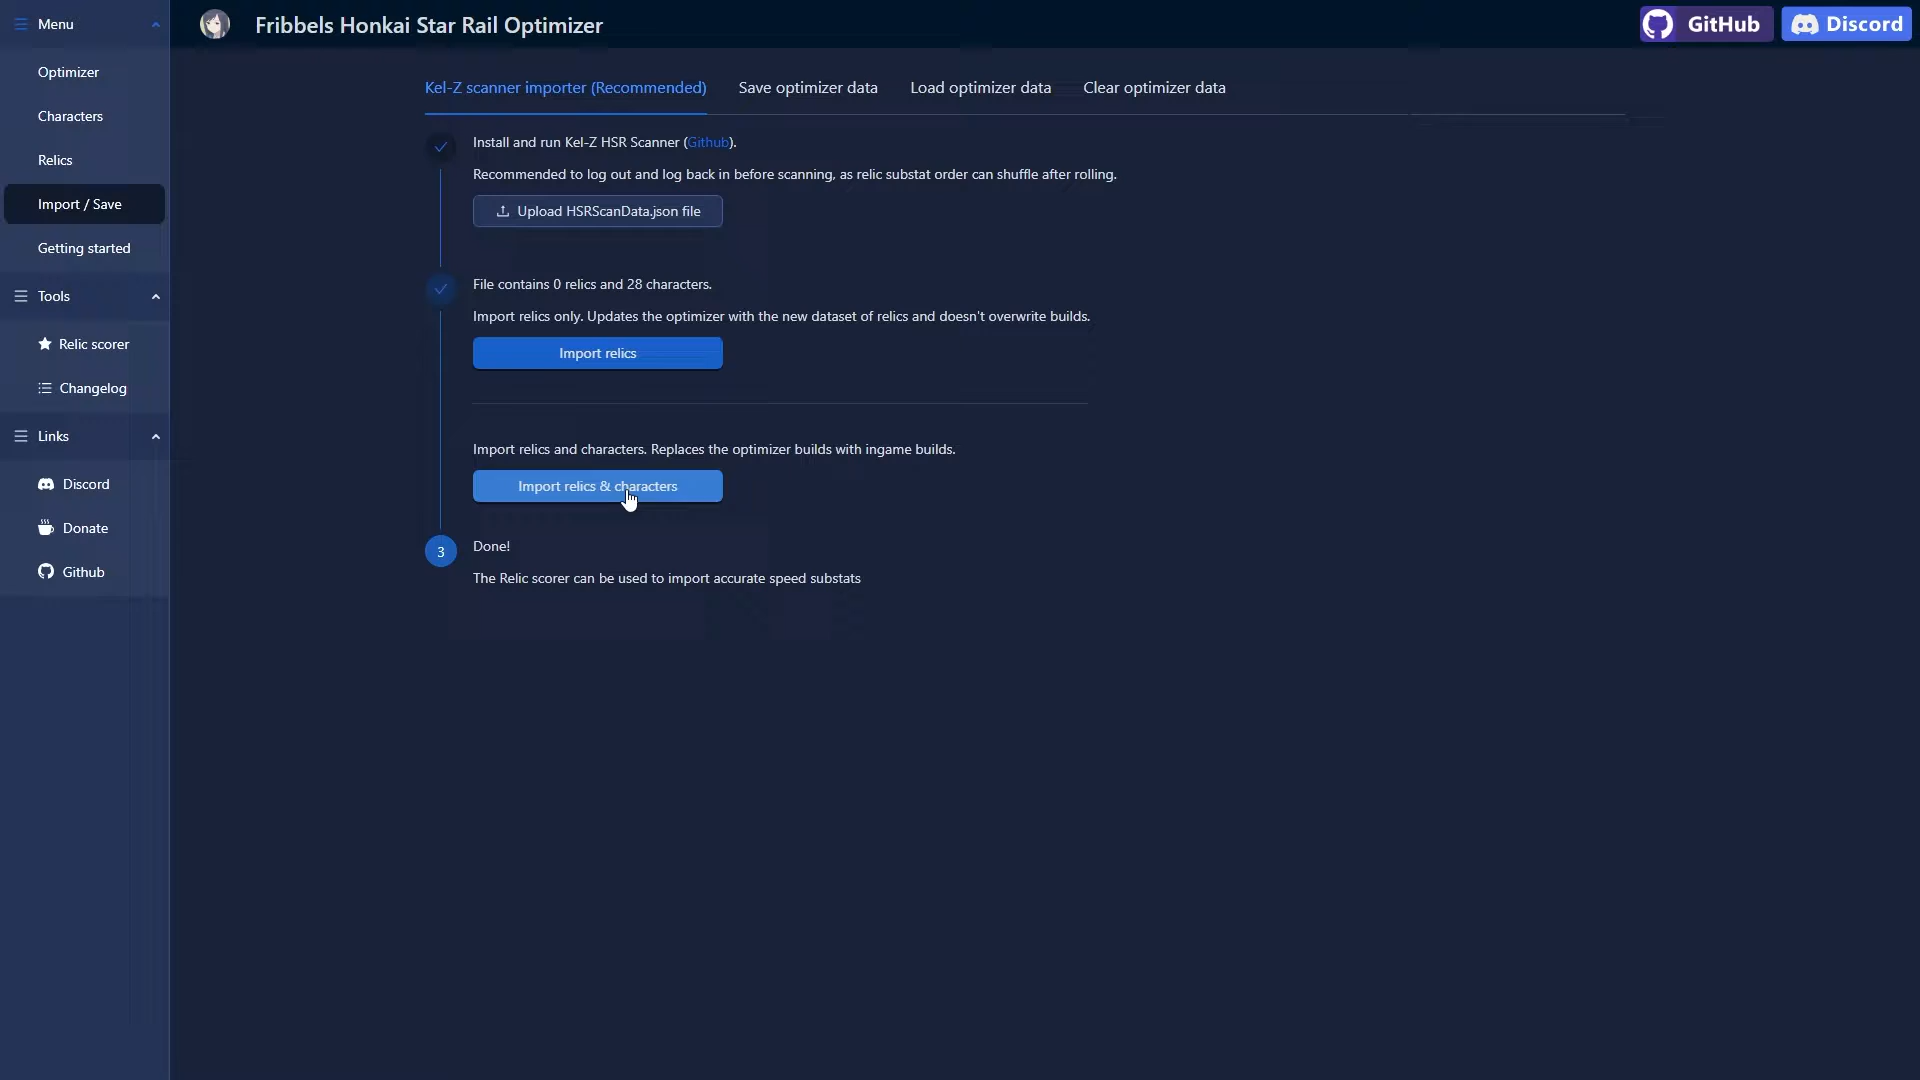 Menu
Fribbels Honkai Star Rail Optimizer
GitHub
Discord
Optimizer
Characters
Relics
Import / Save
Getting started
Tools
Relic scorer
Changelog
Links
Discord
Donate
Github
Kel-Z scanner importer (Recommended)
Save optimizer data
Load optimizer data
Clear optimizer data
Install and run Kel-Z HSR Scanner (Github).
Recommended to log out and log back in before scanning, as relic substat order can shuffle after rolling.
Upload HSRScanData.json file
File contains 0 relics and 28 characters.
Import relics only. Updates the optimizer with the new dataset of relics and doesn't overwrite builds.
Import relics
Import relics and characters. Replaces the optimizer builds with ingame builds.
Import relics & characters
3
Done!
The Relic scorer can be used to import accurate speed substats